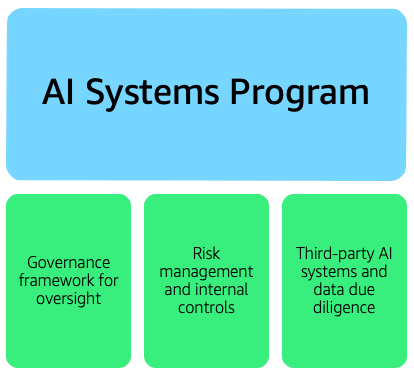 AI Systems Program
Governance
framework for
oversight
Risk
management
and internal
controls
Third-party AI
systems and
data due
diligence